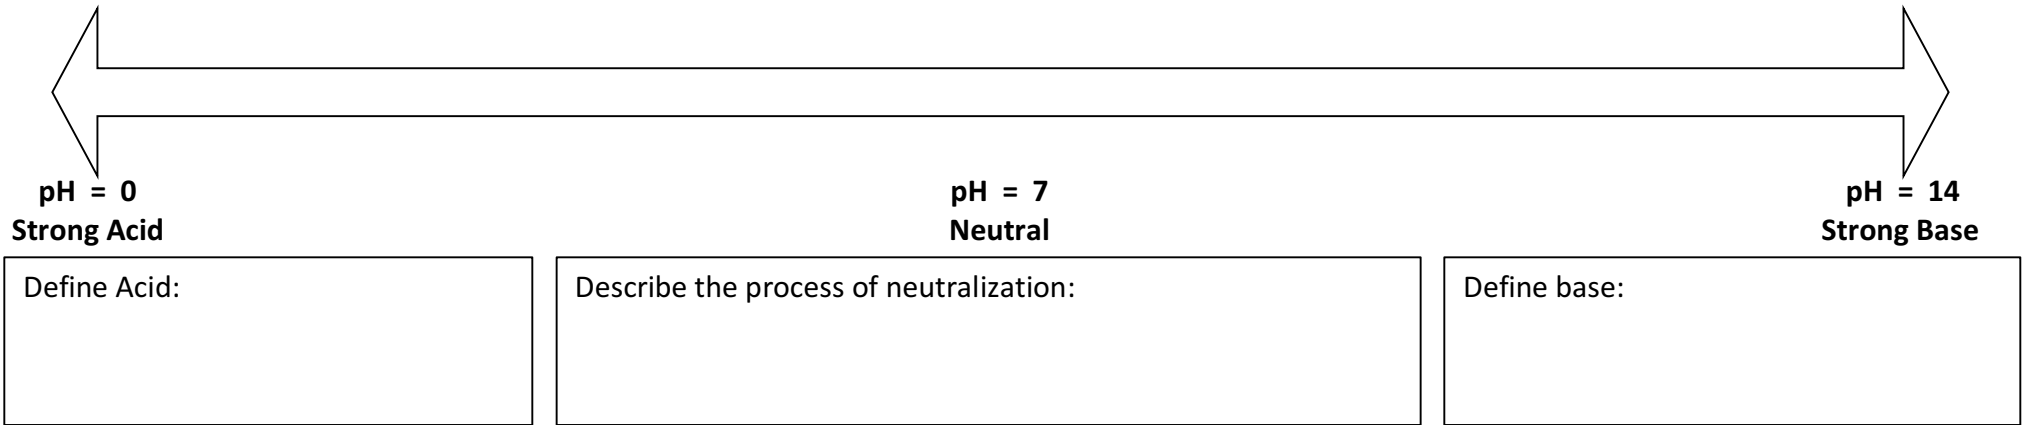 pH = 0
pH = 7
pH = 14
Strong Acid
Neutral
Strong Base
Define Acid:
Describe the process of neutralization:
Define base: